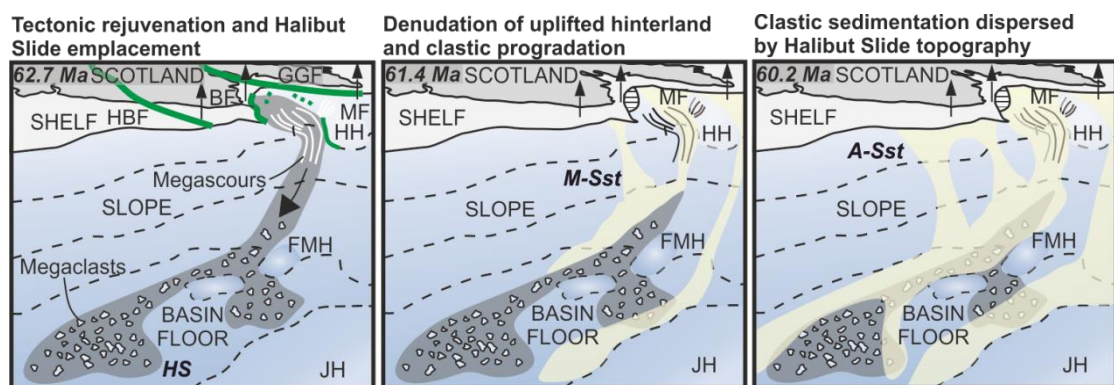 Tectonic rejuvenation and Halibut
Slide emplacement
62.7 Ma SCOTLAND
GGF
BF
MF
SHELF HBF
HH
Megascours
SLOPE
FMH
Megaclasts
BASIN
FLOOR
HS
JH
Denudation of uplifted hinterland
and clastic progradation
61.4 Ma SCOTLAND
MF
SHELF
HH
M-Sst
SLOPE
FMH
BASIN
FLOOR
JH
Clastic sedimentation dispersed
by Halibut Slide topography
60.2 Ma SCOTLAND
MF
SHELF
HH
A-Sst
SLOPE
FMH
BASIN
FLOOR
JH